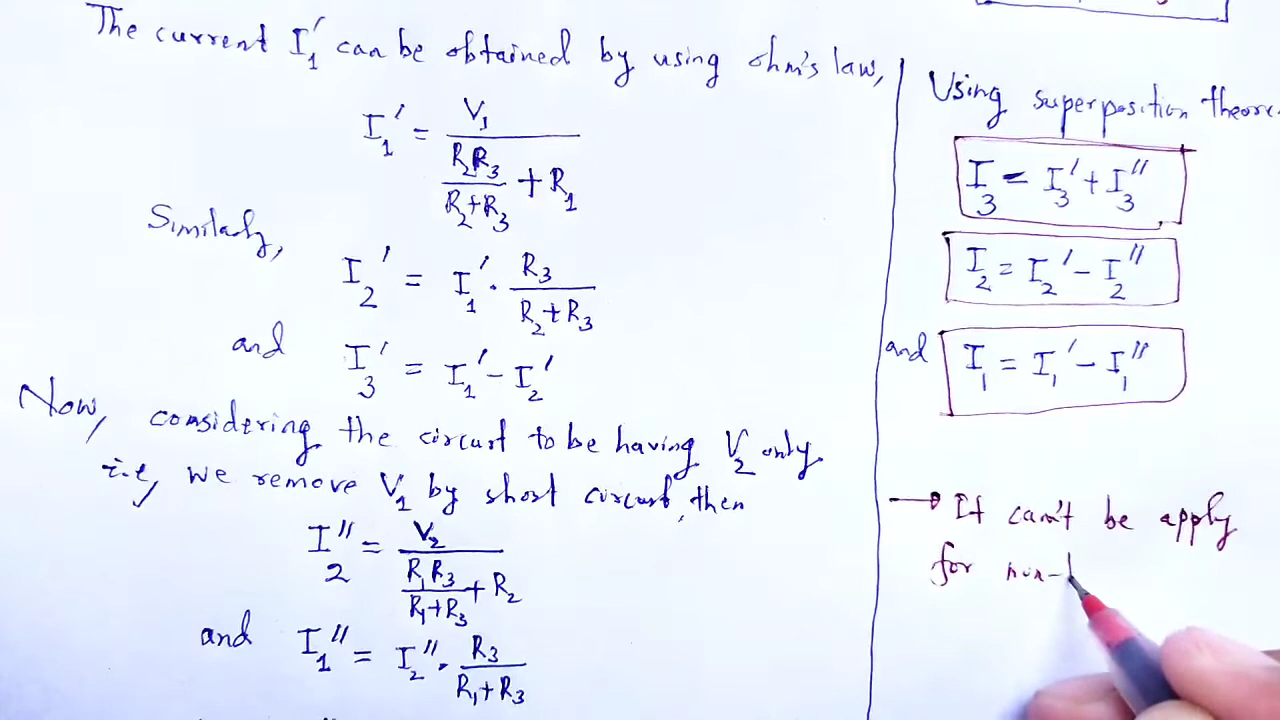 The current I₁' can be obtained by using ohm's law,
I₁' = V₁ / (R₂R₃ / (R₂+R₃) + R₁)
Similarly,
I₂' = I₁' · R₃ / (R₂+R₃)
and I₃' = I₁' - I₂'
Now, considering the circuit to be having V₂ only.
i.e, we remove V₁ by short circuit, then
I₂'' = V₂ / (R₁R₃ / (R₁+R₃) + R₂)
and I₁'' = I₂'' · R₃ / (R₁+R₃)
Using superposition
I₃ = I₃' + I₃''
I₂ = I₂' - I₂''
and I₁ = I₁' - I₁''
→ It can't be apply
for non-